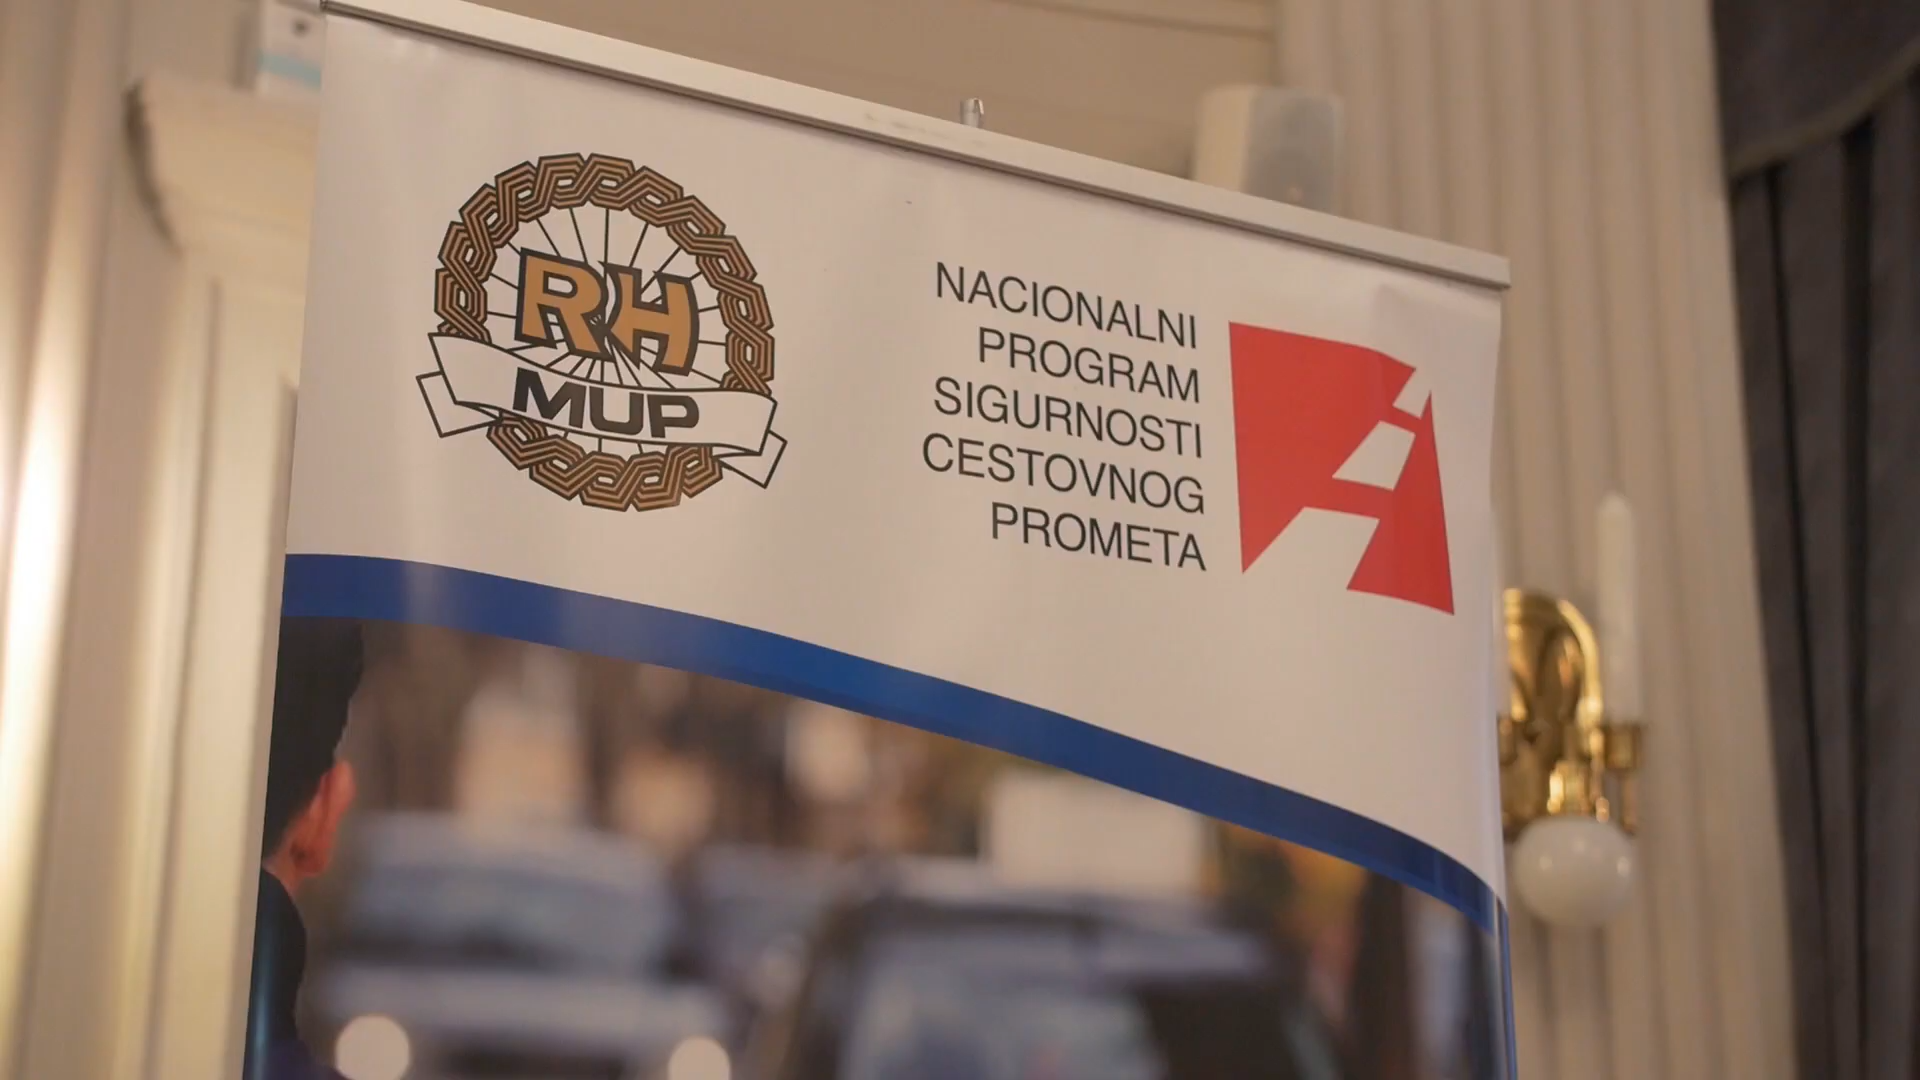 RH
MUP
NACIONALNI
PROGRAM
SIGURNOSTI
CESTOVNOG
PROMETA